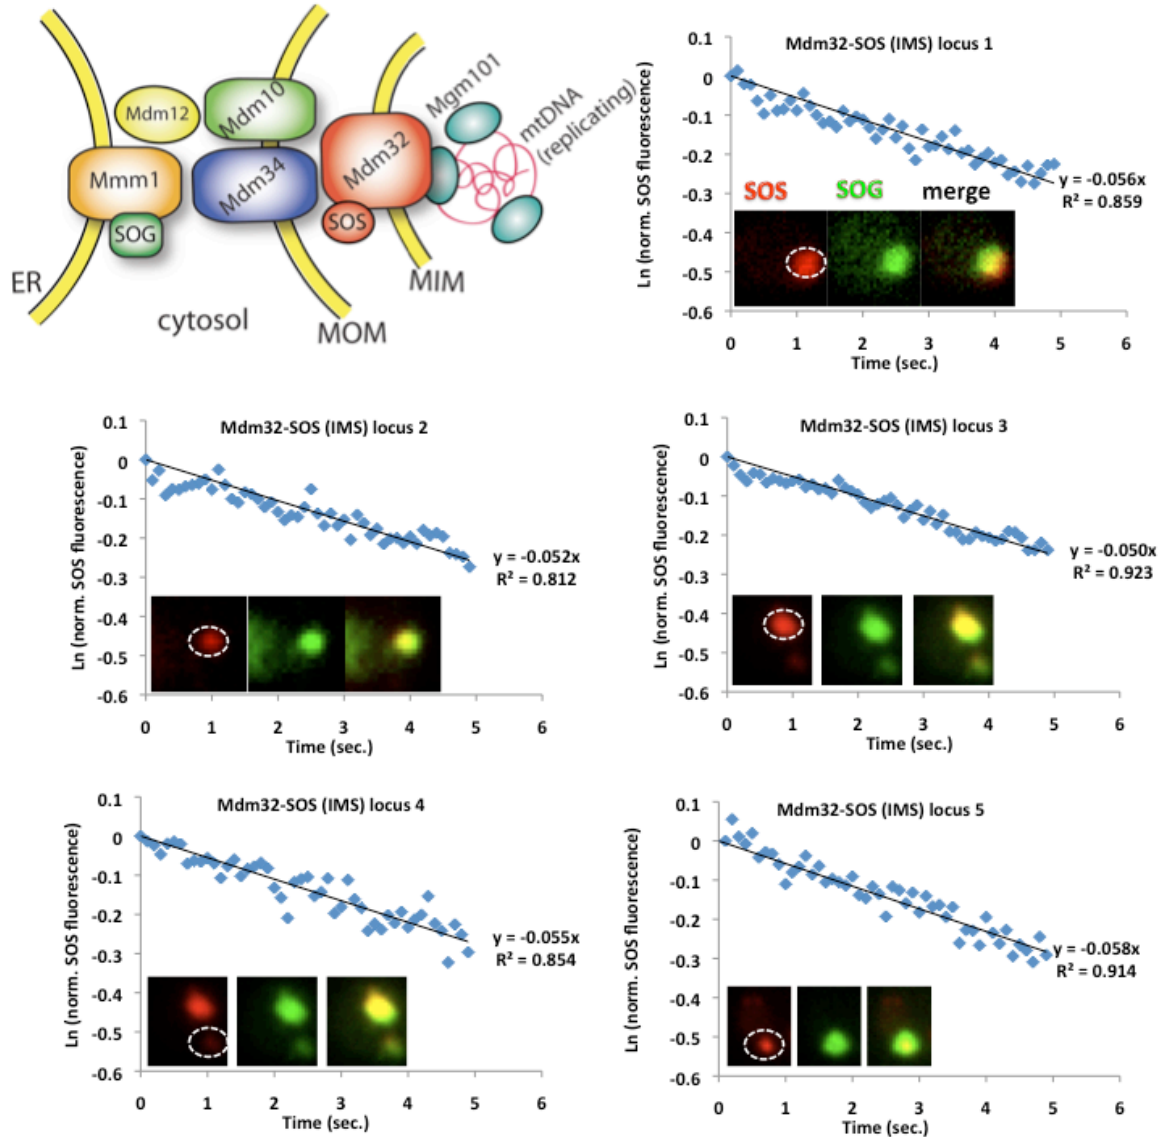 Mdm12
Mdm10
Mmm1
Mdm34
Mdm32
SOG
SOS
Mgm101
mtDNA
(replicating)
ER
cytosol
MOM
MIM
Mdm32-SOS (IMS) locus 1
Ln (norm. SOS fluorescence)
0.1
0
-0.1
-0.2
-0.3
-0.4
-0.5
-0.6
SOS SOG merge
y = -0.056x
R² = 0.859
0 1 2 3 4 5 6
Time (sec.)
Mdm32-SOS (IMS) locus 2
Ln (norm. SOS fluorescence)
0.1
0
-0.1
-0.2
-0.3
-0.4
-0.5
-0.6
y = -0.052x
R² = 0.812
0 1 2 3 4 5 6
Time (sec.)
Mdm32-SOS (IMS) locus 3
Ln (norm. SOS fluorescence)
0.1
0
-0.1
-0.2
-0.3
-0.4
-0.5
-0.6
y = -0.050x
R² = 0.923
0 1 2 3 4 5 6
Time (sec.)
Mdm32-SOS (IMS) locus 4
Ln (norm. SOS fluorescence)
0.1
0
-0.1
-0.2
-0.3
-0.4
-0.5
-0.6
y = -0.055x
R² = 0.854
0 1 2 3 4 5 6
Time (sec.)
Mdm32-SOS (IMS) locus 5
Ln (norm. SOS fluorescence)
0.1
0
-0.1
-0.2
-0.3
-0.4
-0.5
-0.6
y = -0.058x
R² = 0.914
0 1 2 3 4 5 6
Time (sec.)